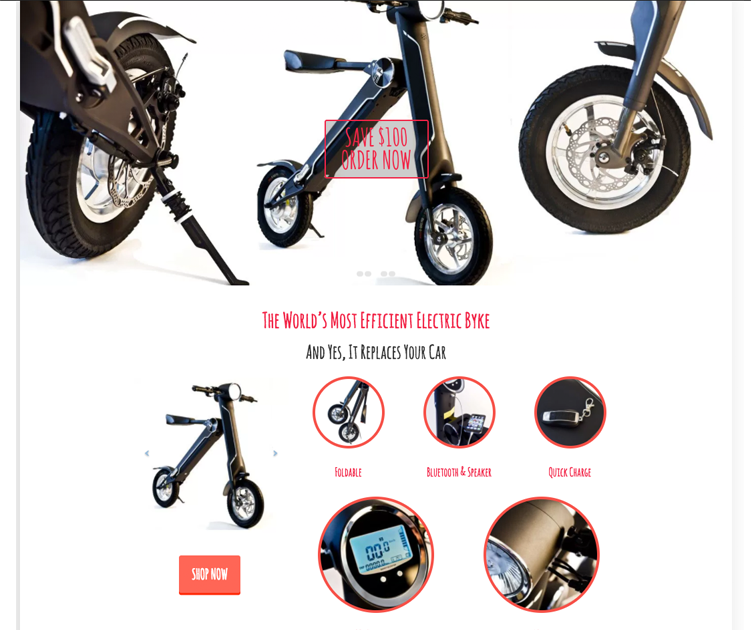 SAVE $100
ORDER NOW
The World's Most Efficient Electric Byke
And Yes, It Replaces Your Car
Foldable
Bluetooth & Speaker
Quick Charge
SHOP NOW